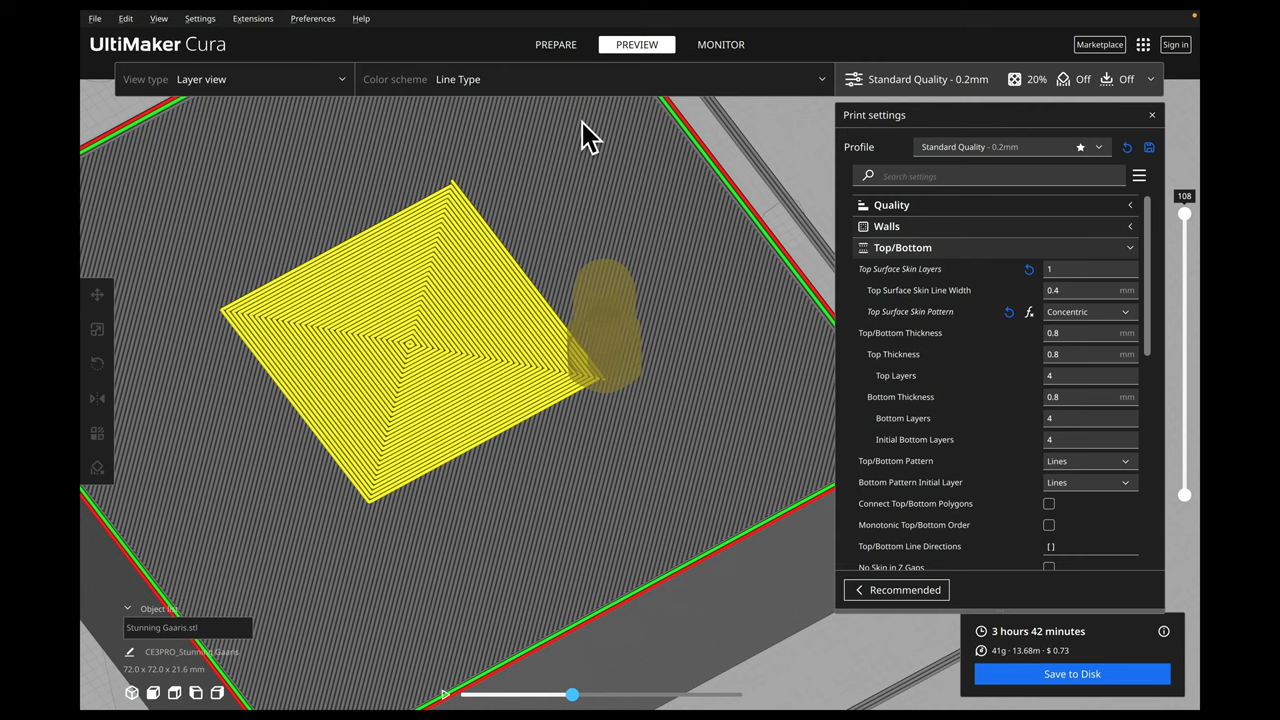 File Edit View Settings Extensions Preferences Help
UltiMaker Cura PREPARE PREVIEW MONITOR Marketplace Sign in
View type Layer view Color scheme Line Type Standard Quality - 0.2mm 20% Off Off
Print settings
Profile Standard Quality - 0.2mm
Search settings
108
Quality
Walls
Top/Bottom
Top Surface Skin Layers 1
Top Surface Skin Line Width 0.4 mm
Top Surface Skin Pattern Concentric
Top/Bottom Thickness 0.8 mm
Top Thickness 0.8 mm
Top Layers 4
Bottom Thickness 0.8 mm
Bottom Layers 4
Initial Bottom Layers 4
Top/Bottom Pattern Lines
Bottom Pattern Initial Layer Lines
Connect Top/Bottom Polygons
Monotonic Top/Bottom Order
Top/Bottom Line Directions [ ]
No Skin in Z Gaps
Recommended
Object list
Stunning Gaaris.stl
CE3PRO_Stunning Gaaris
72.0 x 72.0 x 21.6 mm
3 hours 42 minutes
41g · 13.68m · $ 0.73
Save to Disk